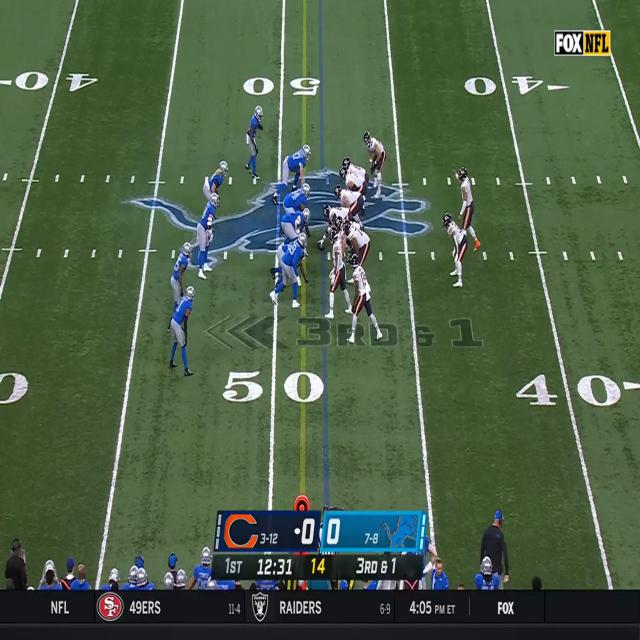 FOX NFL
40 50 40
3RD & 1
0 50 40
3-12 0 0 7-8
1ST 12:31 14 3RD & 1
NFL 49ERS 11-4 RAIDERS 6-9 4:05 PM ET FOX